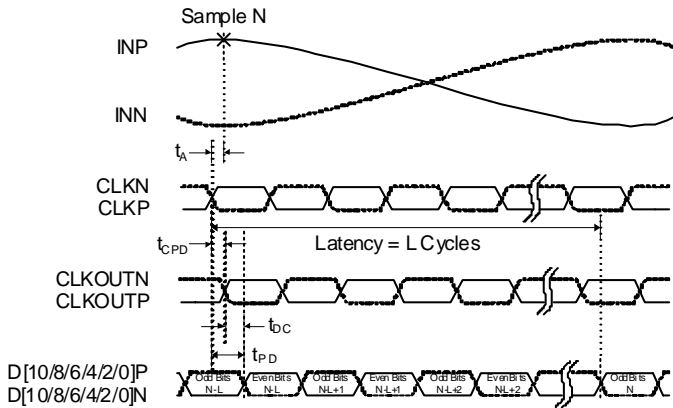 Sample N
INP
INN
tA
CLKN
CLKP
Latency = L Cycles
tCPD
CLKOUTN
CLKOUTP
tDC
tPD
D[10/8/6/4/2/0]P
D[10/8/6/4/2/0]N
Odd Bits N-L
Even Bits N-L
Odd Bits N-L+1
Even Bits N-L+1
Odd Bits N-L+2
Even Bits N-L+2
Odd Bits N